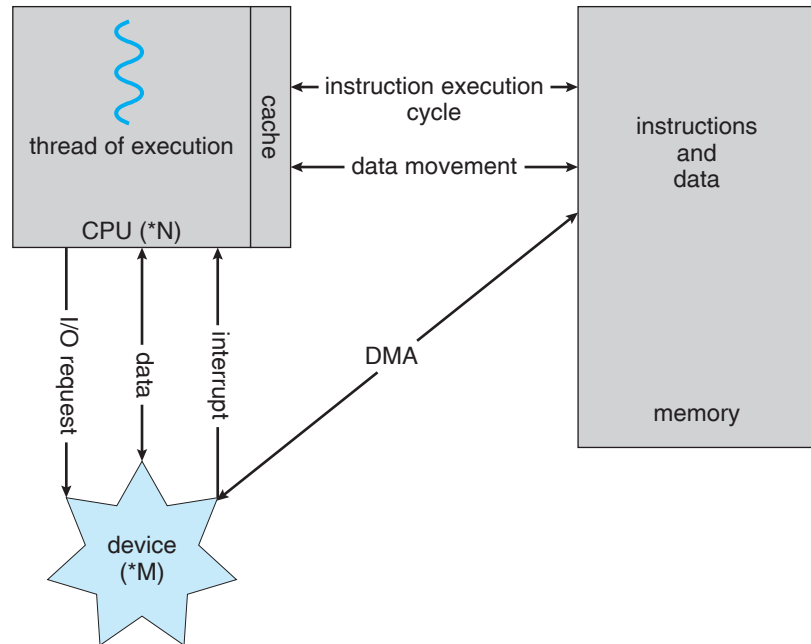 thread of execution
cache
CPU (*N)
instruction execution
cycle
data movement
instructions
and
data
I/O request
data
interrupt
DMA
memory
device
(*M)